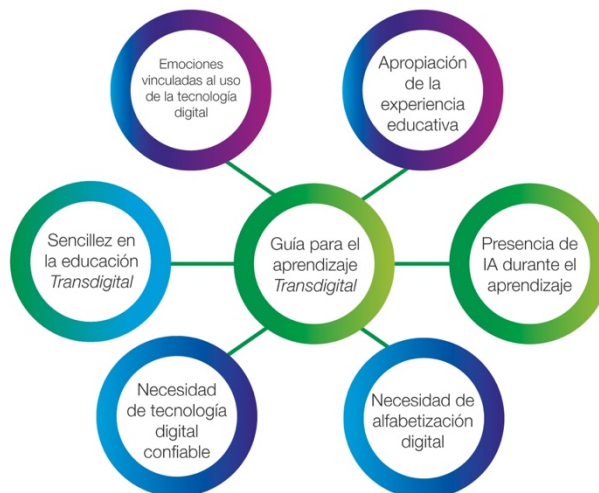 Emociones
vinculadas al uso
de la tecnología
digital
Apropiación
de la
experiencia
educativa
Sencillez en
la educación
Transdigital
Guía para el
aprendizaje
Transdigital
Presencia de
IA durante el
aprendizaje
Necesidad
de tecnología
digital
confiable
Necesidad de
alfabetización
digital